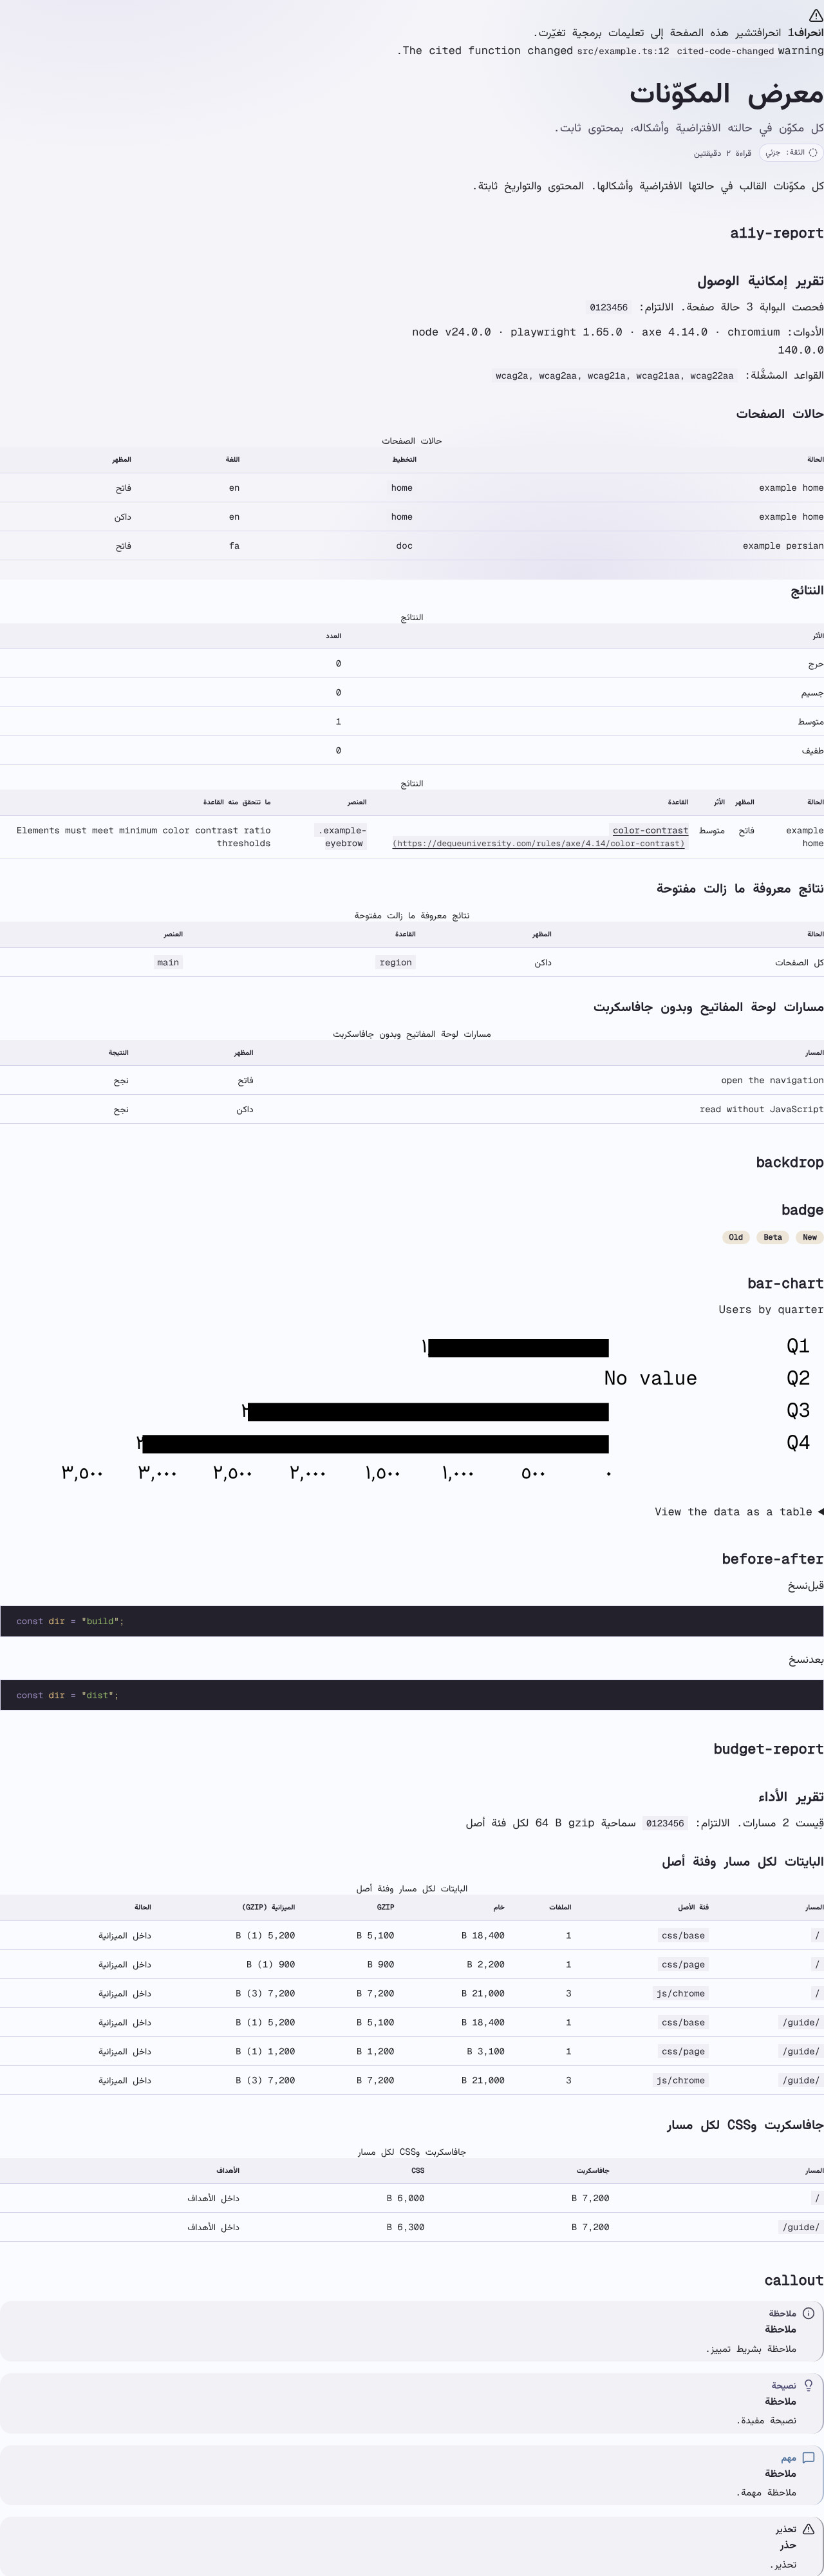 انحراف1 انحرافتشير هذه الصفحة إلى تعليمات برمجية تغيّرت.
warning cited-code-changed src/example.ts:12 The cited function changed.
معرض المكوّنات
كل مكوّن في حالته الافتراضية وأشكاله، بمحتوى ثابت.
الثقة: جزئي قراءة ٢ دقيقتين
كل مكوّنات القالب في حالتها الافتراضية وأشكالها. المحتوى والتواريخ ثابتة.
a11y-report
تقرير إمكانية الوصول
فحصت البوابة 3 حالة صفحة. الالتزام: 0123456
الأدوات: node v24.0.0 · playwright 1.65.0 · axe 4.14.0 · chromium
140.0.0
القواعد المشغَّلة: wcag2a, wcag2aa, wcag21a, wcag21aa, wcag22aa
حالات الصفحات
حالات الصفحات
الحالة التخطيط اللغة المظهر
example home home en فاتح
example home home en داكن
example persian doc fa فاتح
النتائج
النتائج
الأثر العدد
حرج 0
جسيم 0
متوسط 1
طفيف 0
النتائج
الحالة المظهر الأثر القاعدة العنصر ما تتحقق منه القاعدة
example home فاتح متوسط color-contrast (https://dequeuniversity.com/rules/axe/4.14/color-contrast) .example-eyebrow Elements must meet minimum color contrast ratio thresholds
نتائج معروفة ما زالت مفتوحة
نتائج معروفة ما زالت مفتوحة
الحالة المظهر القاعدة العنصر
كل الصفحات داكن region main
مسارات لوحة المفاتيح وبدون جافاسكربت
مسارات لوحة المفاتيح وبدون جافاسكربت
المسار المظهر النتيجة
open the navigation فاتح نجح
read without JavaScript داكن نجح
backdrop
badge
New Beta Old
bar-chart
Users by quarter
Q1
Q2 No value
Q3
Q4
٠ ٥٠٠ ١,٠٠٠ ١,٥٠٠ ٢,٠٠٠ ٢,٥٠٠ ٣,٠٠٠ ٣,٥٠٠
View the data as a table
before-after
قبلنسخ
const dir = "build";
بعدنسخ
const dir = "dist";
budget-report
تقرير الأداء
قيست 2 مسارات. الالتزام: 0123456 سماحية 64 B gzip لكل فئة أصل
البايتات لكل مسار وفئة أصل
البايتات لكل مسار وفئة أصل
المسار فئة الأصل الملفات خام GZIP الميزانية (GZIP) الحالة
/ css/base 1 18,400 B 5,100 B 5,200 B (1) داخل الميزانية
/ css/page 1 2,200 B 900 B 900 B (1) داخل الميزانية
/ js/chrome 3 21,000 B 7,200 B 7,200 B (3) داخل الميزانية
/guide/ css/base 1 18,400 B 5,100 B 5,200 B (1) داخل الميزانية
/guide/ css/page 1 3,100 B 1,200 B 1,200 B (1) داخل الميزانية
/guide/ js/chrome 3 21,000 B 7,200 B 7,200 B (3) داخل الميزانية
جافاسكربت وCSS لكل مسار
جافاسكربت وCSS لكل مسار
المسار جافاسكربت CSS الأهداف
/ 7,200 B 6,000 B داخل الأهداف
/guide/ 7,200 B 6,300 B داخل الأهداف
callout
ملاحظة
ملاحظة
ملاحظة بشريط تمييز.
نصيحة
ملاحظة
نصيحة مفيدة.
مهم
ملاحظة
ملاحظة مهمة.
تحذير
حذر
تحذير.